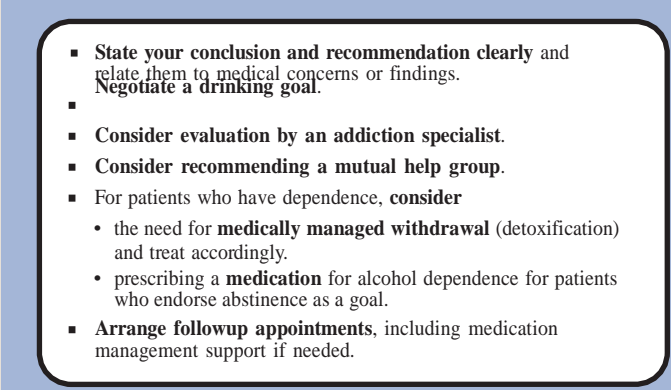 ▪ State your conclusion and recommendation clearly and
relate them to medical concerns or findings.
Negotiate a drinking goal.
▪
▪ Consider evaluation by an addiction specialist.
▪ Consider recommending a mutual help group.
▪ For patients who have dependence, consider
• the need for medically managed withdrawal (detoxification)
and treat accordingly.
• prescribing a medication for alcohol dependence for patients
who endorse abstinence as a goal.
▪ Arrange followup appointments, including medication
management support if needed.